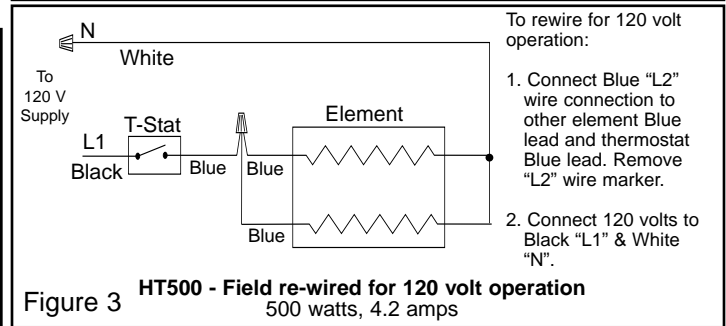 N
White
To
120 V
Supply
L1
Black
T-Stat
Blue
Blue
Blue
Element
To rewire for 120 volt
operation:
1. Connect Blue “L2”
wire connection to
other element Blue
lead and thermostat
Blue lead. Remove
“L2” wire marker.
2. Connect 120 volts to
Black “L1” & White
“N”.
Figure 3
HT500 - Field re-wired for 120 volt operation
500 watts, 4.2 amps